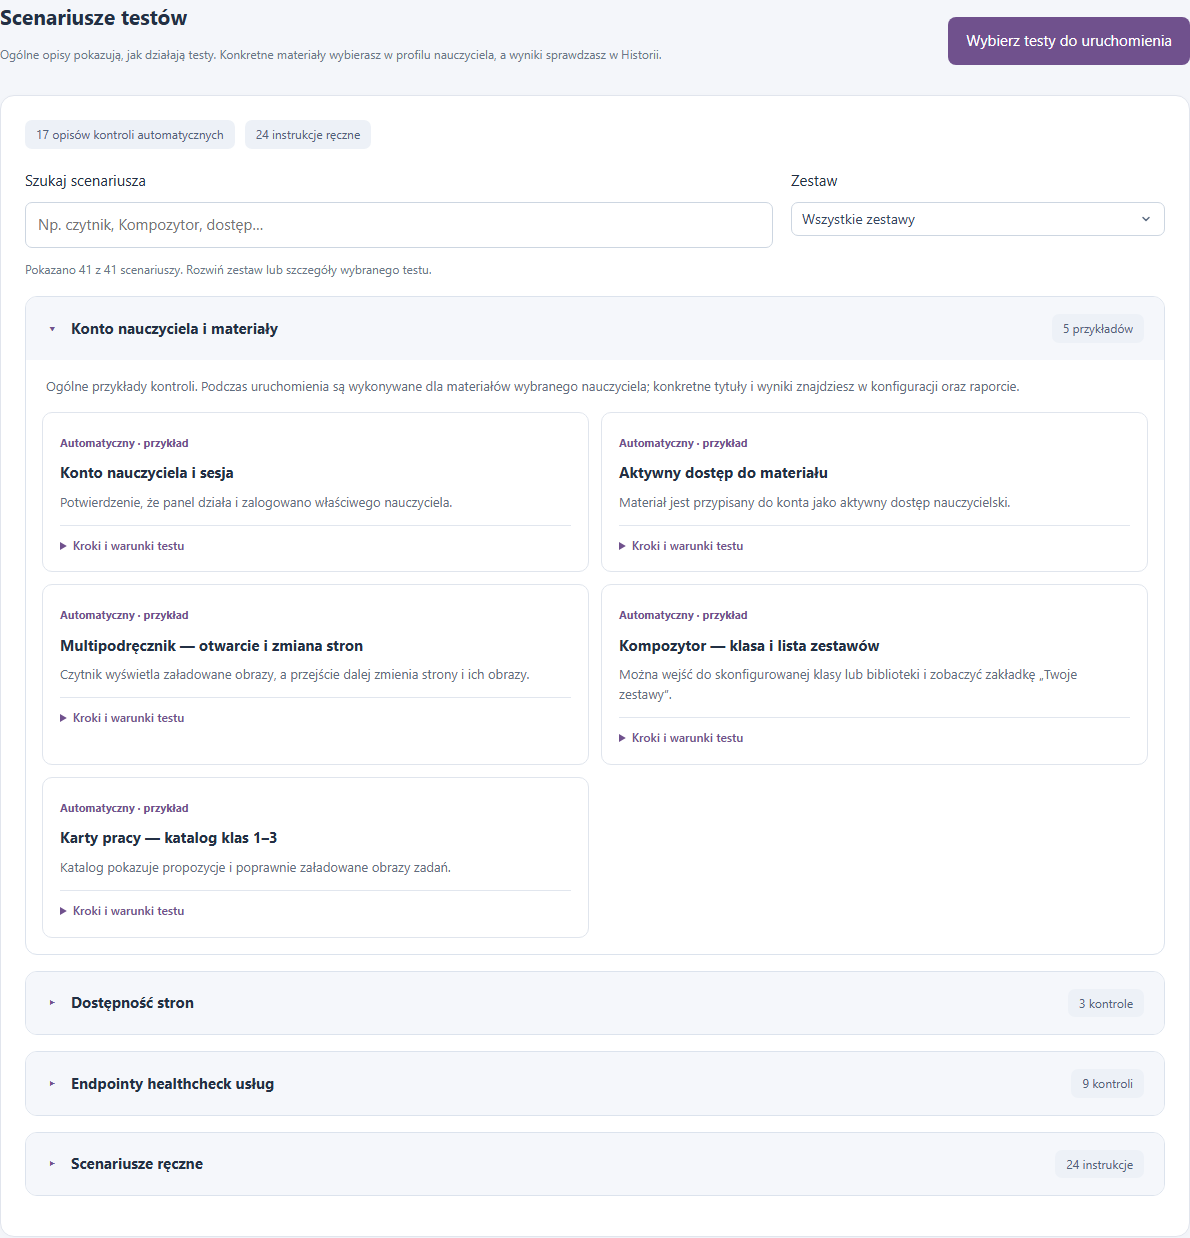 Scenariusze testów
Wybierz testy do uruchomienia
Ogólne opisy pokazują, jak działają testy. Konkretne materiały wybierasz w profilu nauczyciela, a wyniki sprawdzasz w Historii.
17 opisów kontroli automatycznych
24 instrukcje ręczne
Szukaj scenariusza
Zestaw
Np. czytnik, Kompozytor, dostęp...
Wszystkie zestawy
Pokazano 41 z 41 scenariuszy. Rozwiń zestaw lub szczegóły wybranego testu.
Konto nauczyciela i materiały
5 przykładów
Ogólne przykłady kontroli. Podczas uruchomienia są wykonywane dla materiałów wybranego nauczyciela; konkretne tytuły i wyniki znajdziesz w konfiguracji oraz raporcie.
Automatyczny · przykład
Konto nauczyciela i sesja
Potwierdzenie, że panel działa i zalogowano właściwego nauczyciela.
Kroki i warunki testu
Automatyczny · przykład
Aktywny dostęp do materiału
Materiał jest przypisany do konta jako aktywny dostęp nauczycielski.
Kroki i warunki testu
Automatyczny · przykład
Multipodręcznik — otwarcie i zmiana stron
Czytnik wyświetla załadowane obrazy, a przejście dalej zmienia strony i ich obrazy.
Kroki i warunki testu
Automatyczny · przykład
Kompozytor — klasa i lista zestawów
Można wejść do skonfigurowanej klasy lub biblioteki i zobaczyć zakładkę „Twoje
zestawy”.
Kroki i warunki testu
Automatyczny · przykład
Karty pracy — katalog klas 1–3
Katalog pokazuje propozycje i poprawnie załadowane obrazy zadań.
Kroki i warunki testu
Dostępność stron
3 kontrole
Endpointy healthcheck usług
9 kontroli
Scenariusze ręczne
24 instrukcje